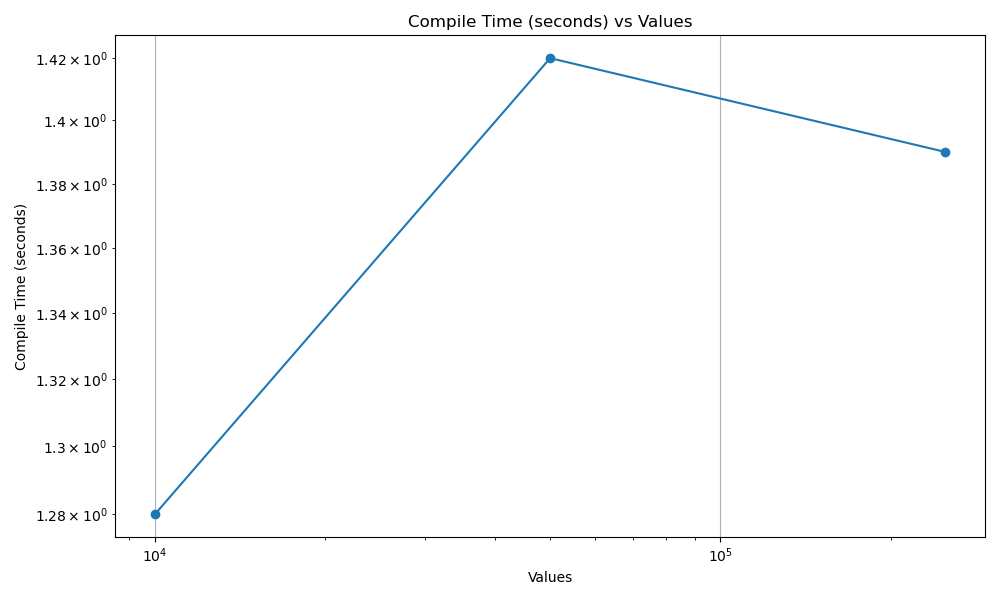 Compile Time (seconds) vs Values
Compile Time (seconds)
1.42 × 10⁰
1.4 × 10⁰
1.38 × 10⁰
1.36 × 10⁰
1.34 × 10⁰
1.32 × 10⁰
1.3 × 10⁰
1.28 × 10⁰
10⁴ 10⁵
Values